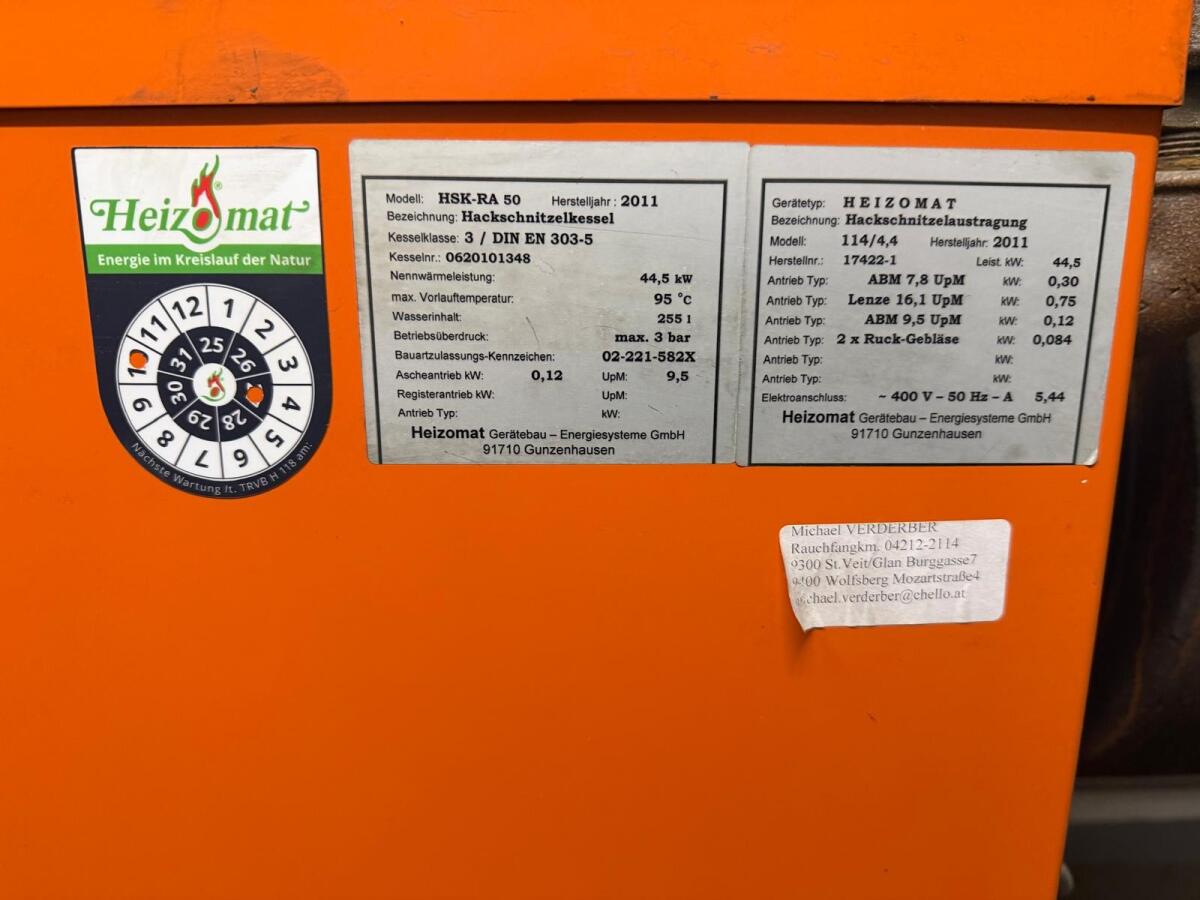 Heizomat®
Energie im Kreislauf der Natur
12 1 2 3 4 5 6 7 8 9 11
25 26 28 29 30 31
Nächste Wartung lt. TRVB H 118 am:
Modell: HSK-RA 50 Herstelljahr : 2011
Bezeichnung: Hackschnitzelkessel
Kesselklasse: 3 / DIN EN 303-5
Kesselnr.: 0620101348
Nennwärmeleistung: 44,5 kW
max. Vorlauftemperatur: 95 °C
Wasserinhalt: 255 l
Betriebsüberdruck: max. 3 bar
Bauartzulassungs-Kennzeichen: 02-221-582X
Ascheantrieb kW: 0,12 UpM: 9,5
Registerantrieb kW: UpM:
Antrieb Typ: kW:
Heizomat Gerätebau – Energiesysteme GmbH
91710 Gunzenhausen
Gerätetyp: HEIZOMAT
Bezeichnung: Hackschnitzelaustragung
Modell: 114/4,4 Herstelljahr: 2011
Herstellnr.: 17422-1 Leist. kW: 44,5
Antrieb Typ: ABM 7,8 UpM kW: 0,30
Antrieb Typ: Lenze 16,1 UpM kW: 0,75
Antrieb Typ: ABM 9,5 UpM kW: 0,12
Antrieb Typ: 2 x Ruck-Gebläse kW: 0,084
Antrieb Typ: kW:
Antrieb Typ: kW:
Elektroanschluss: ~ 400 V – 50 Hz – A 5,44
Heizomat Gerätebau – Energiesysteme GmbH
91710 Gunzenhausen
Michael VERDERBER
Rauchfangkm. 04212-2114
9300 St.Veit/Glan Burggasse7
9400 Wolfsberg Mozartstraße4
michael.verderber@chello.at